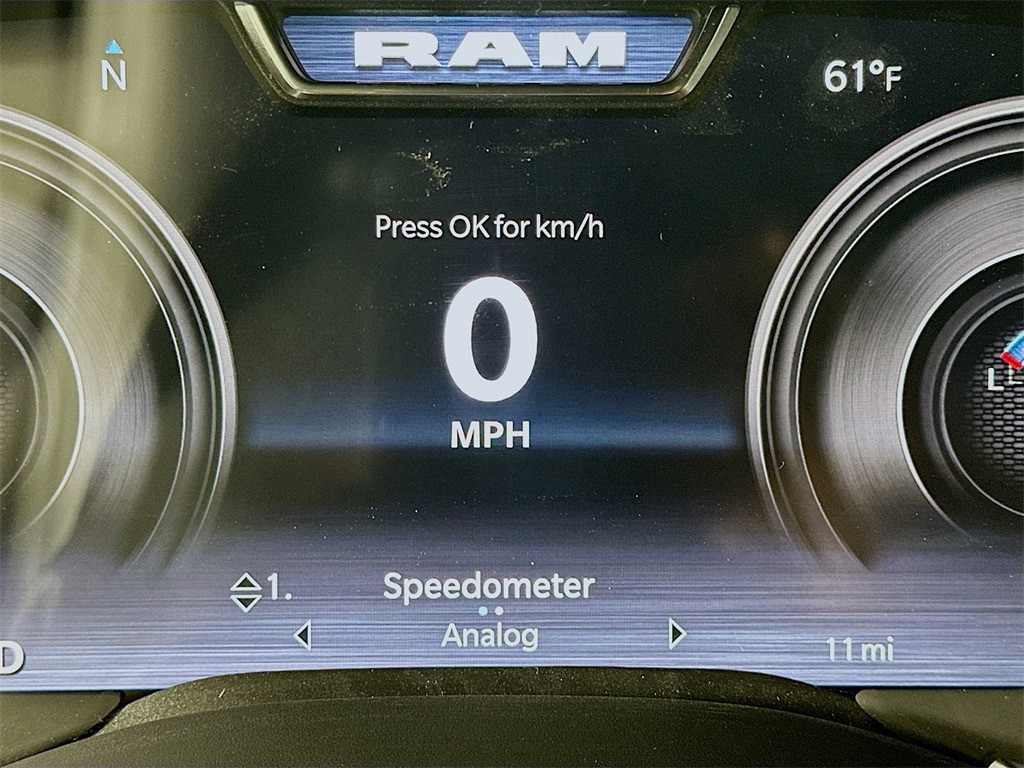 RAM
N
61°F
Press OK for km/h
0
MPH
1. Speedometer
Analog
D
11 mi